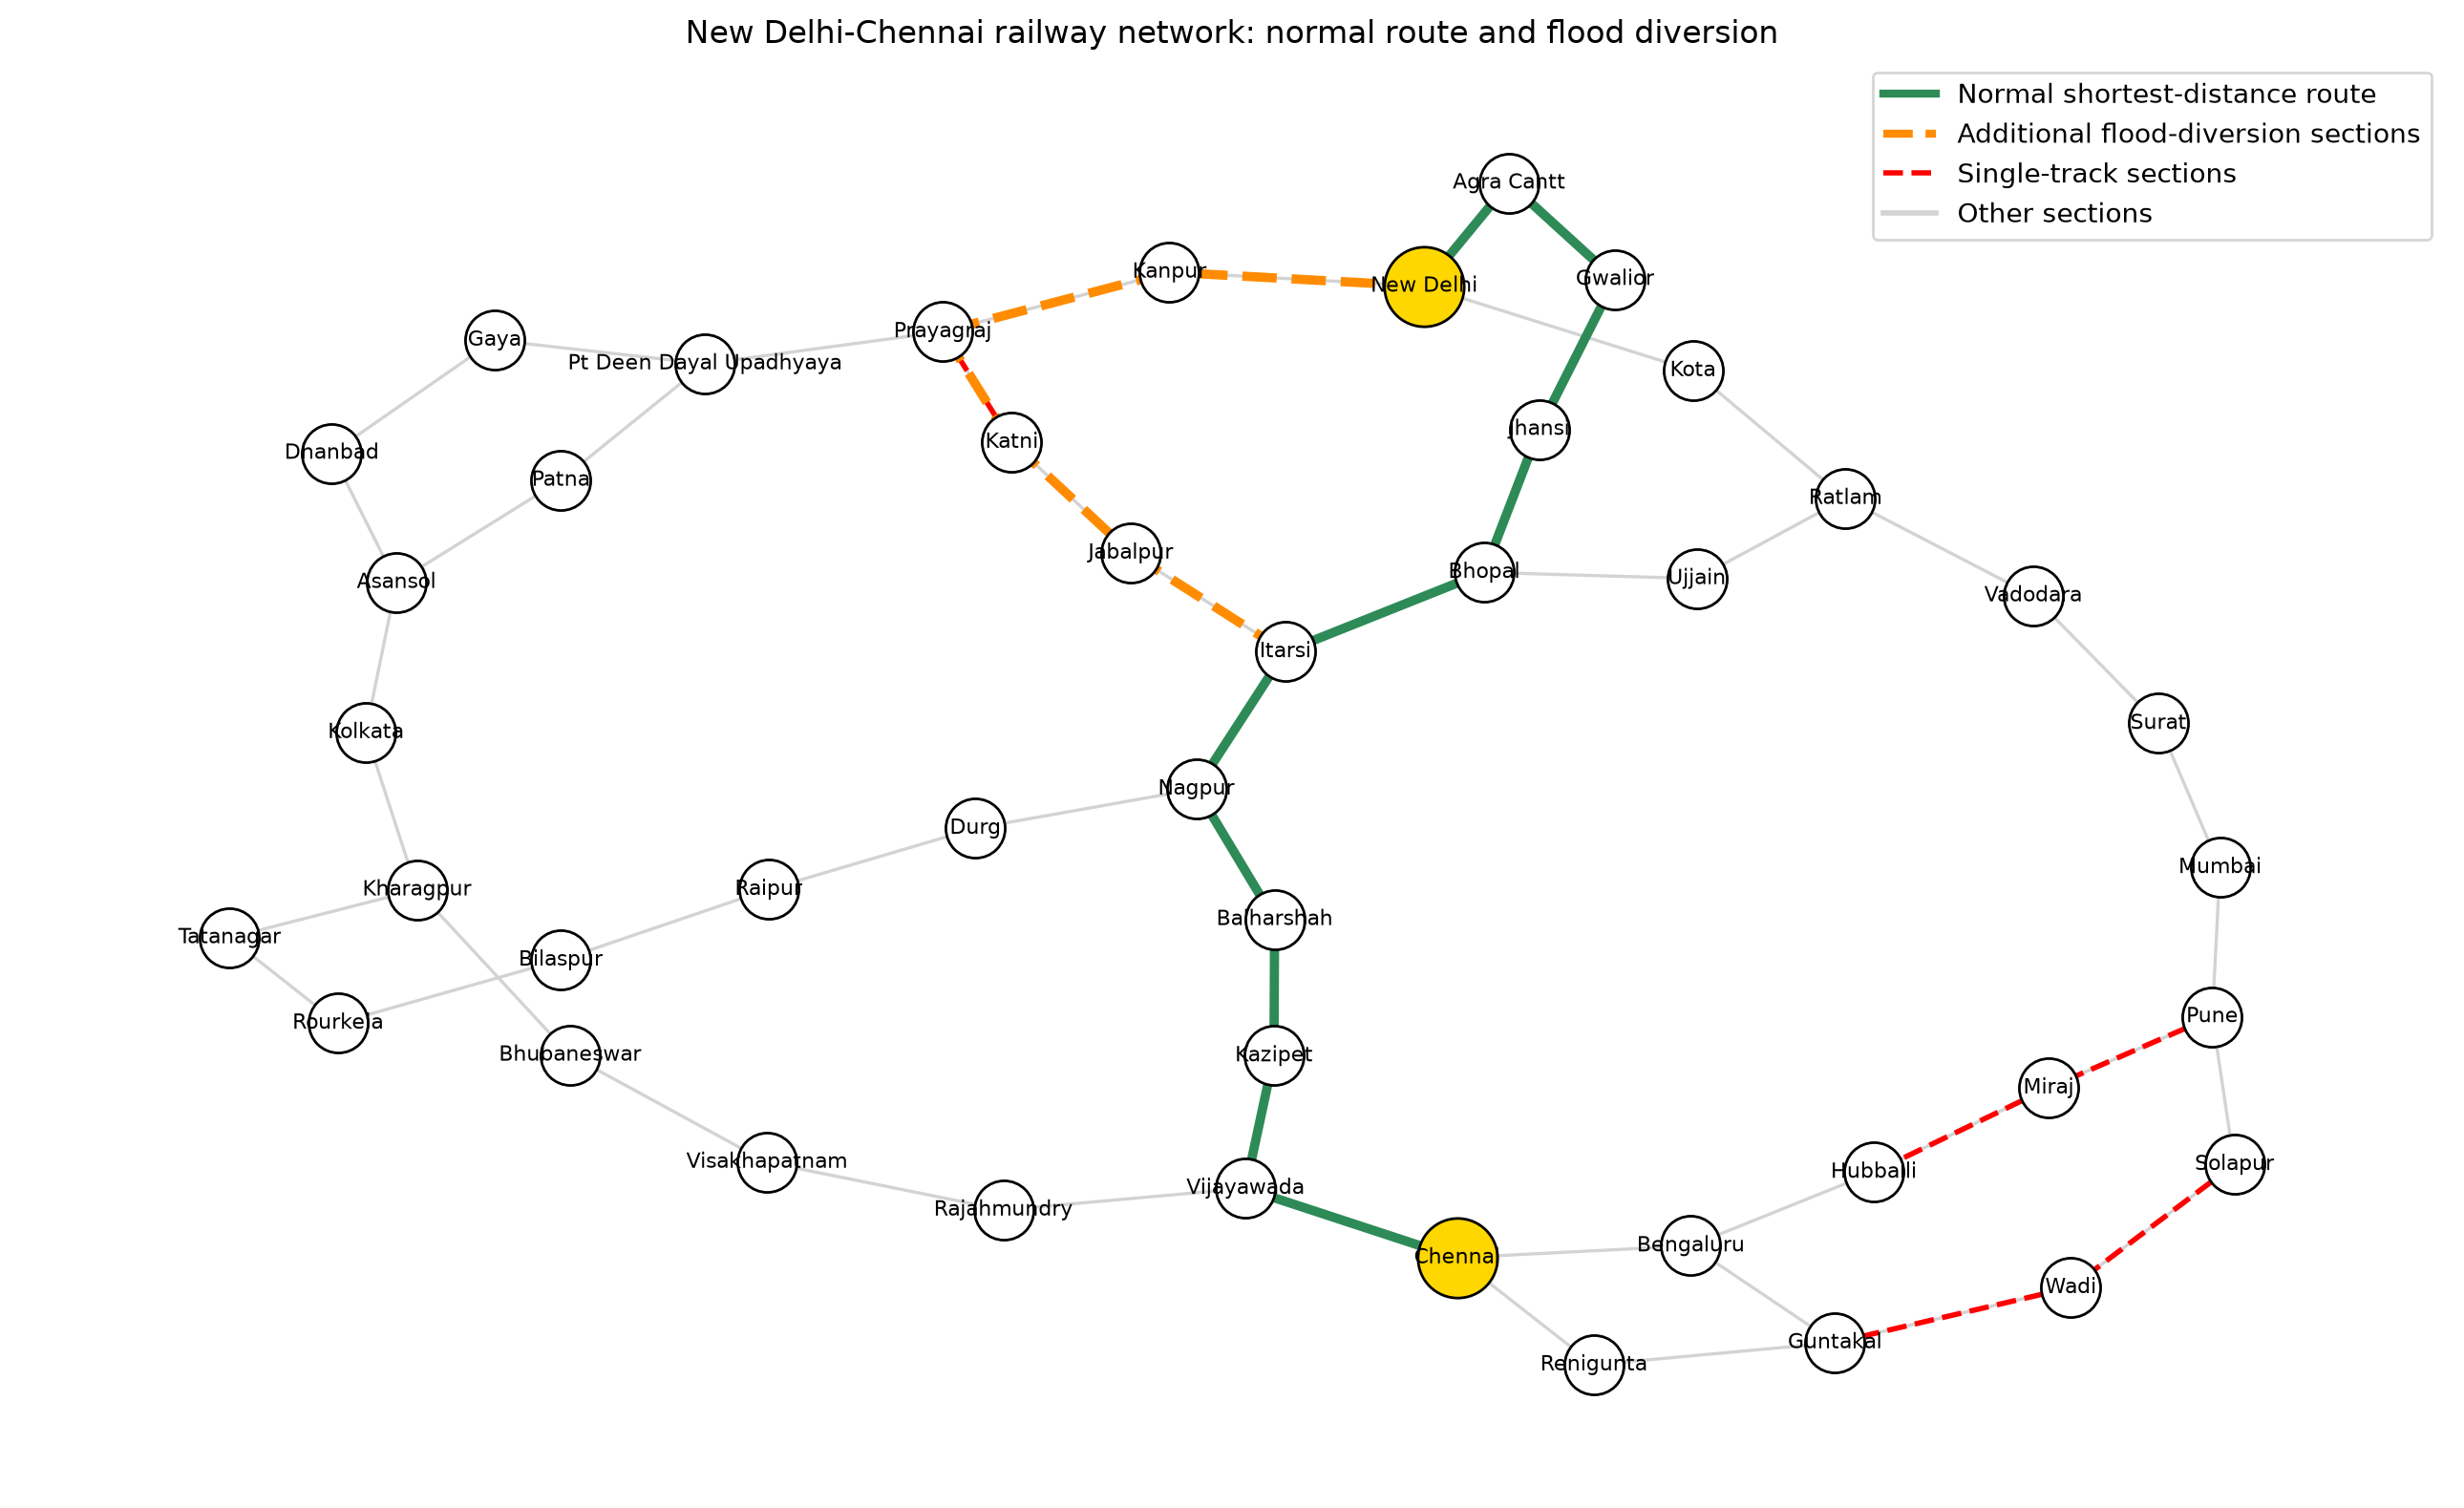 New Delhi-Chennai railway network: normal route and flood diversion
Normal shortest-distance route
Additional flood-diversion sections
Single-track sections
Other sections
Agra Cantt
Kanpur
New Delhi
Gwalior
Prayagraj
Gaya
Pt Deen Dayal Upadhyaya
Kota
Jhansi
Katni
Dhanbad
Patna
Ratlam
Jabalpur
Bhopal
Ujjain
Asansol
Vadodara
Itarsi
Surat
Kolkata
Nagpur
Durg
Mumbai
Raipur
Kharagpur
Balharshah
Tatanagar
Bilaspur
Pune
Rourkela
Bhubaneswar
Kazipet
Miraj
Visakhapatnam
Solapur
Hubballi
Vijayawada
Rajahmundry
Bengaluru
Chennai
Wadi
Guntakal
Renigunta